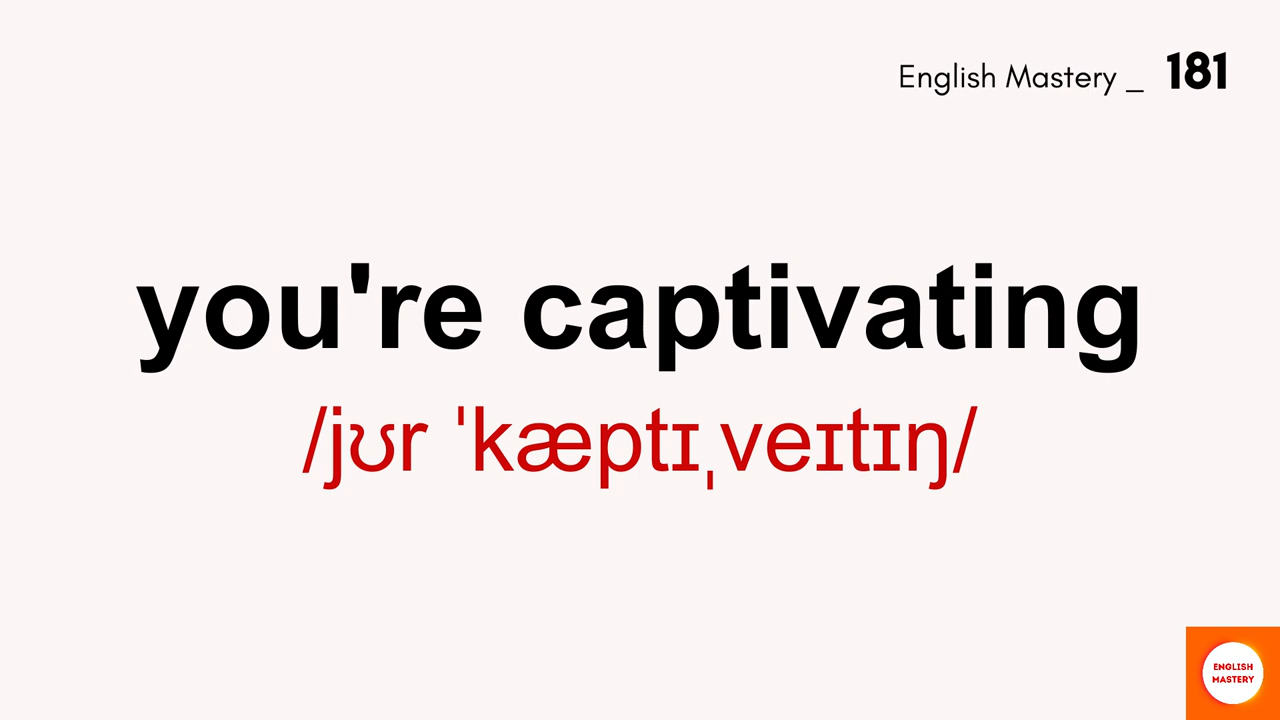 English Mastery _ 181
you're captivating
/jʊr ˈkæptɪˌveɪtɪŋ/
ENGLISH
MASTERY